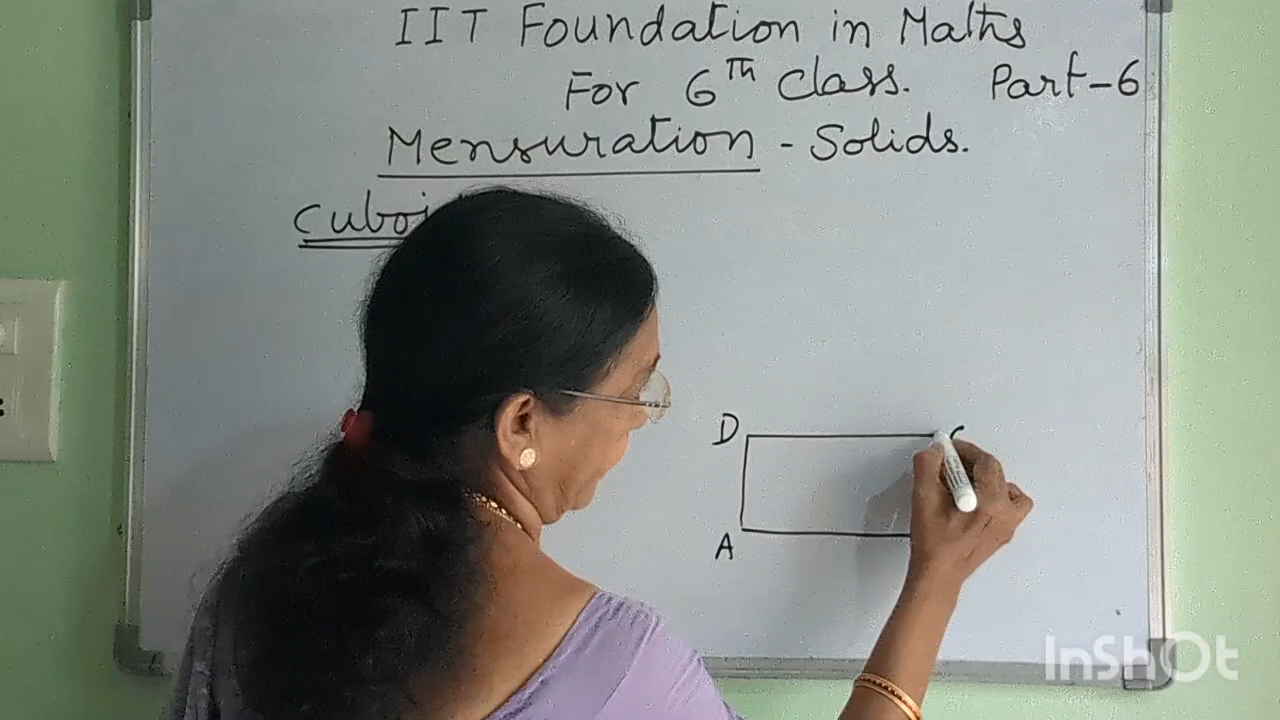 IIT Foundation in Maths
For 6Th Class. Part-6
Mensuration - Solids.
D
A
InShOt